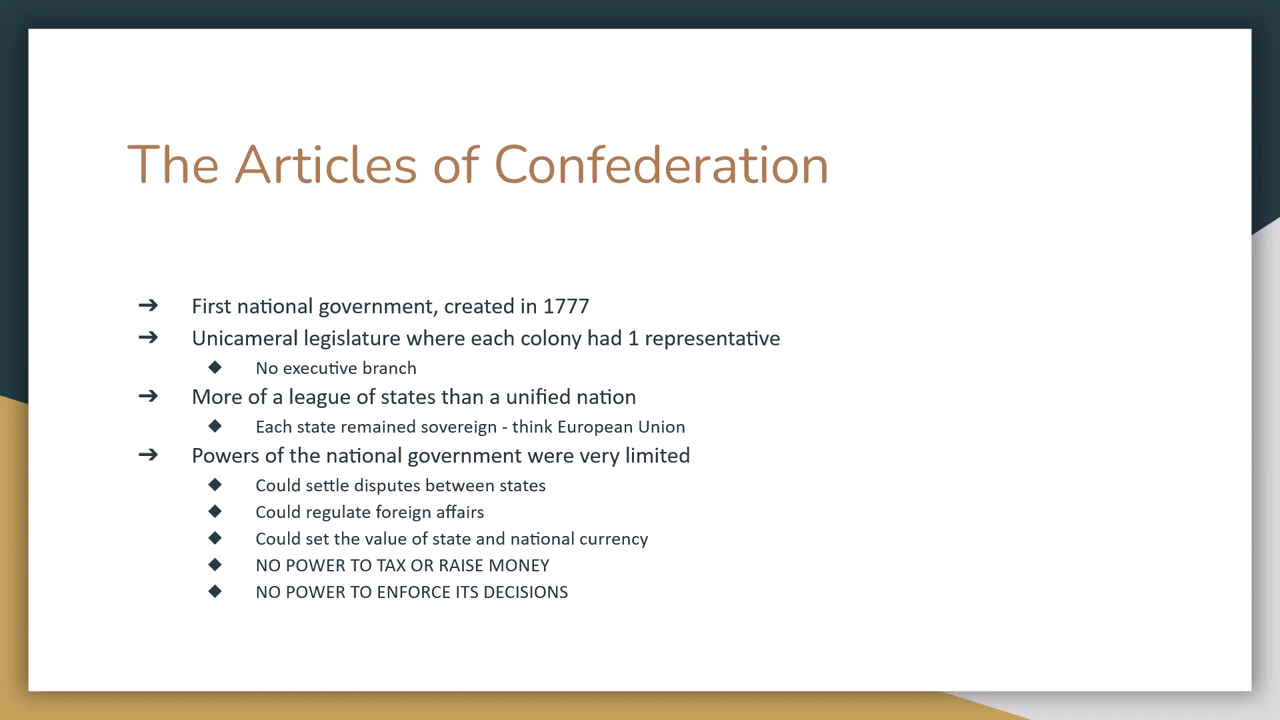 The Articles of Confederation
➔ First national government, created in 1777
➔ Unicameral legislature where each colony had 1 representative
◆ No executive branch
➔ More of a league of states than a unified nation
◆ Each state remained sovereign - think European Union
➔ Powers of the national government were very limited
◆ Could settle disputes between states
◆ Could regulate foreign affairs
◆ Could set the value of state and national currency
◆ NO POWER TO TAX OR RAISE MONEY
◆ NO POWER TO ENFORCE ITS DECISIONS